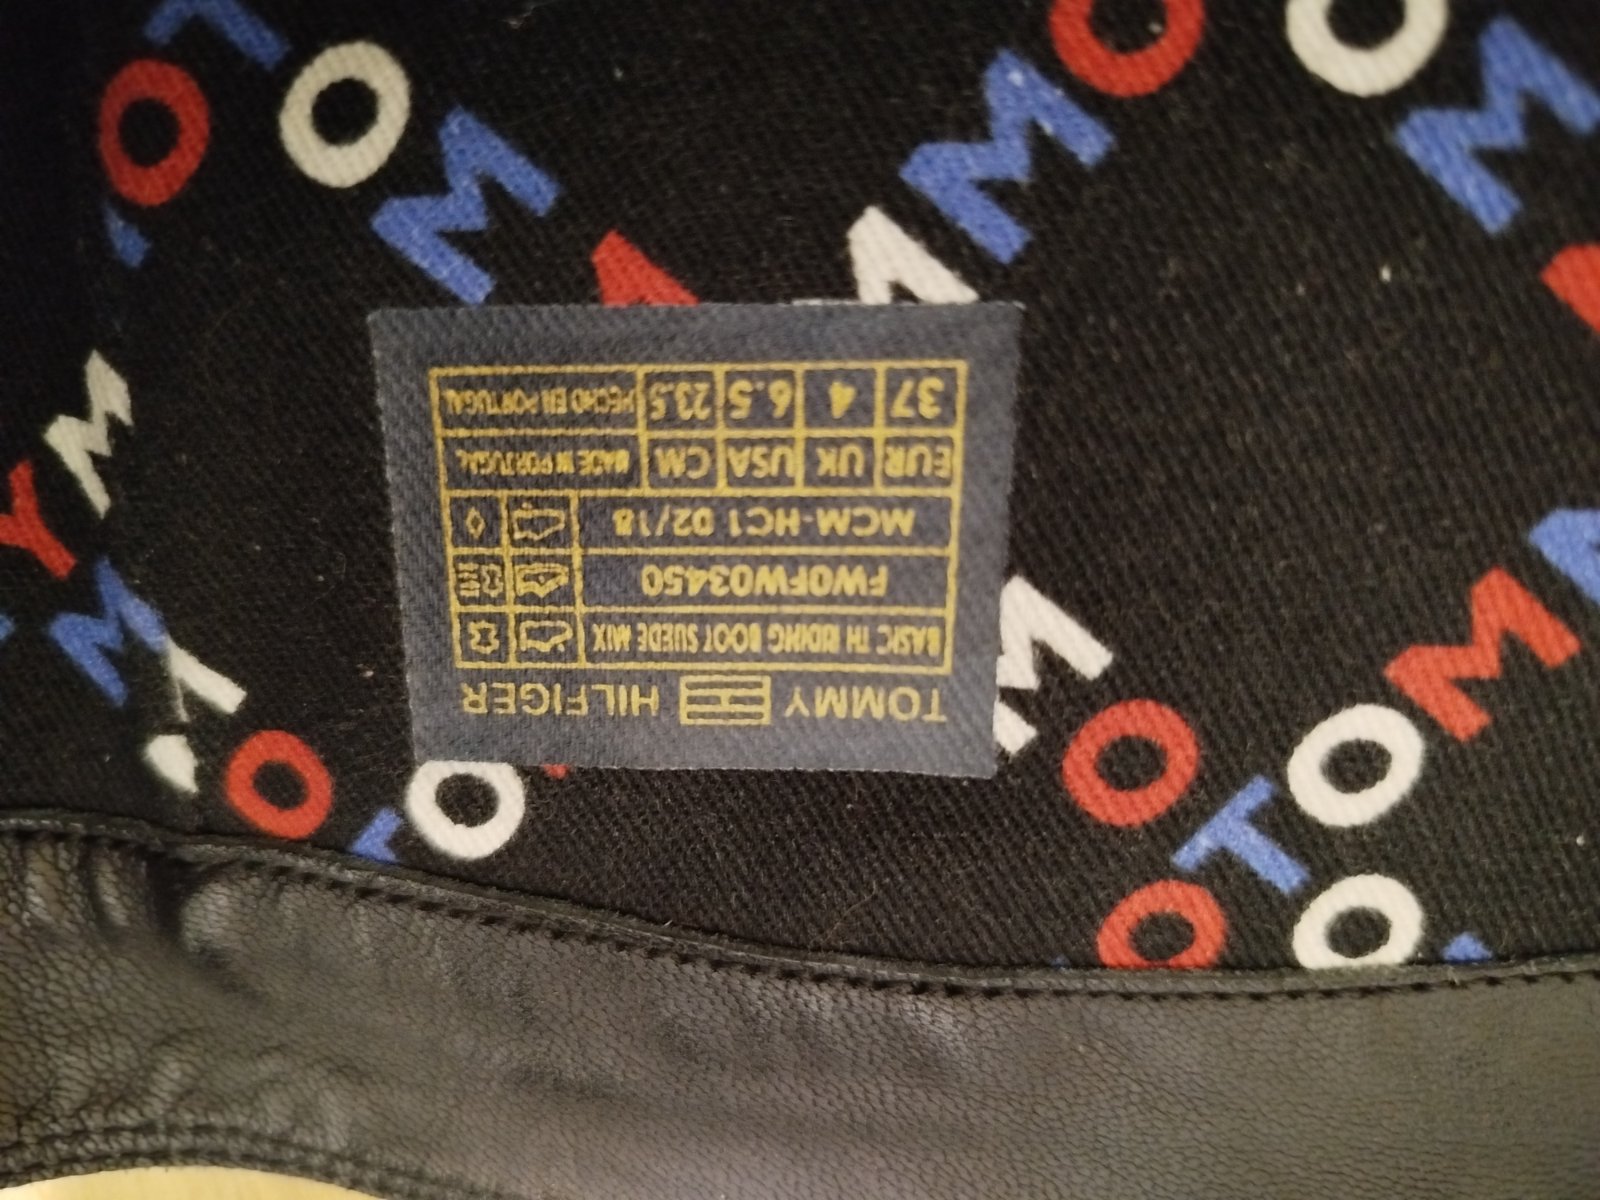 TOMMY HILFIGER
BASIC TH RIDING BOOT SUEDE MIX
FW0FW03450
MCM-HC1 02/18
EUR UK USA CM MADE IN PORTUGAL
37 4 6.5 23.5 HECHO EN PORTUGAL